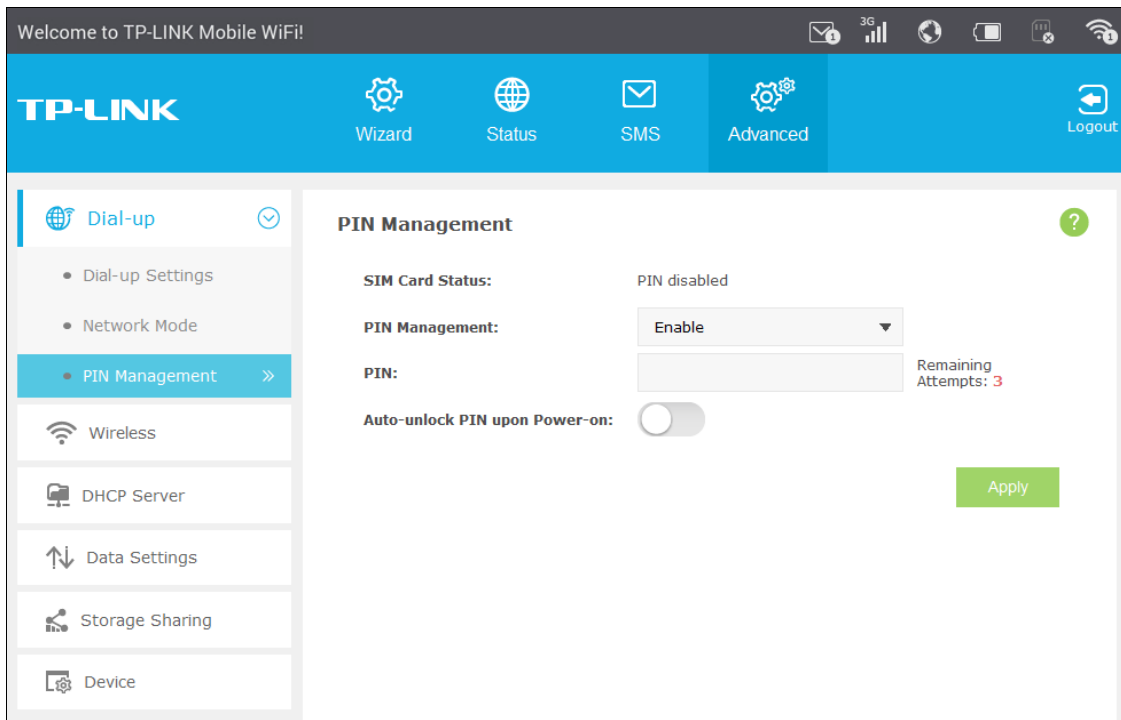 Welcome to TP-LINK Mobile WiFi!
1
3G
1
TP-LINK
Wizard
Status
SMS
Advanced
Logout
Dial-up
Dial-up Settings
Network Mode
PIN Management
Wireless
DHCP Server
Data Settings
Storage Sharing
Device
PIN Management
?
SIM Card Status:
PIN disabled
PIN Management:
Enable
PIN:
Remaining
Attempts: 3
Auto-unlock PIN upon Power-on:
Apply